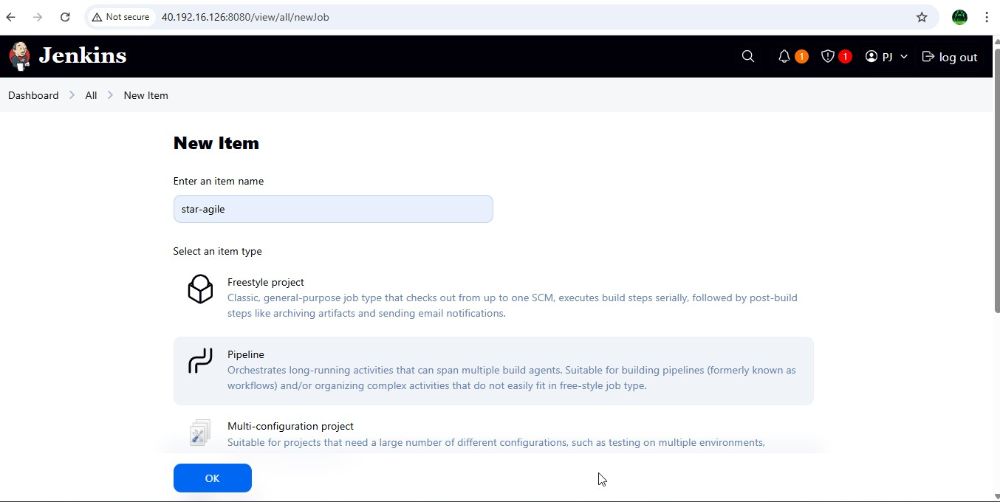 Not secure 40.192.16.126:8080/view/all/newJob
Jenkins 1 1 PJ log out
Dashboard All New Item
New Item
Enter an item name
star-agile
Select an item type
Freestyle project
Classic, general-purpose job type that checks out from up to one SCM, executes build steps serially, followed by post-build
steps like archiving artifacts and sending email notifications.
Pipeline
Orchestrates long-running activities that can span multiple build agents. Suitable for building pipelines (formerly known as
workflows) and/or organizing complex activities that do not easily fit in free-style job type.
Multi-configuration project
Suitable for projects that need a large number of different configurations, such as testing on multiple environments,
OK